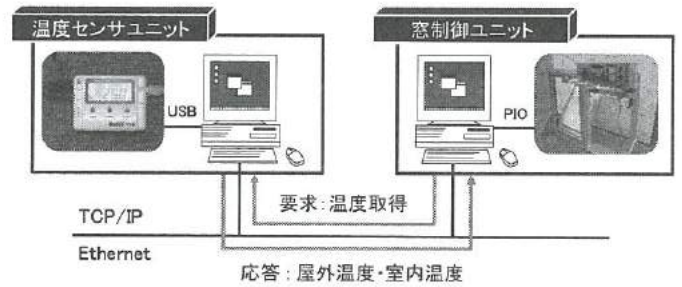 温度センサユニット
窓制御ユニット
USB
PIO
要求:温度取得
TCP/IP
Ethernet
応答:屋外温度・室内温度